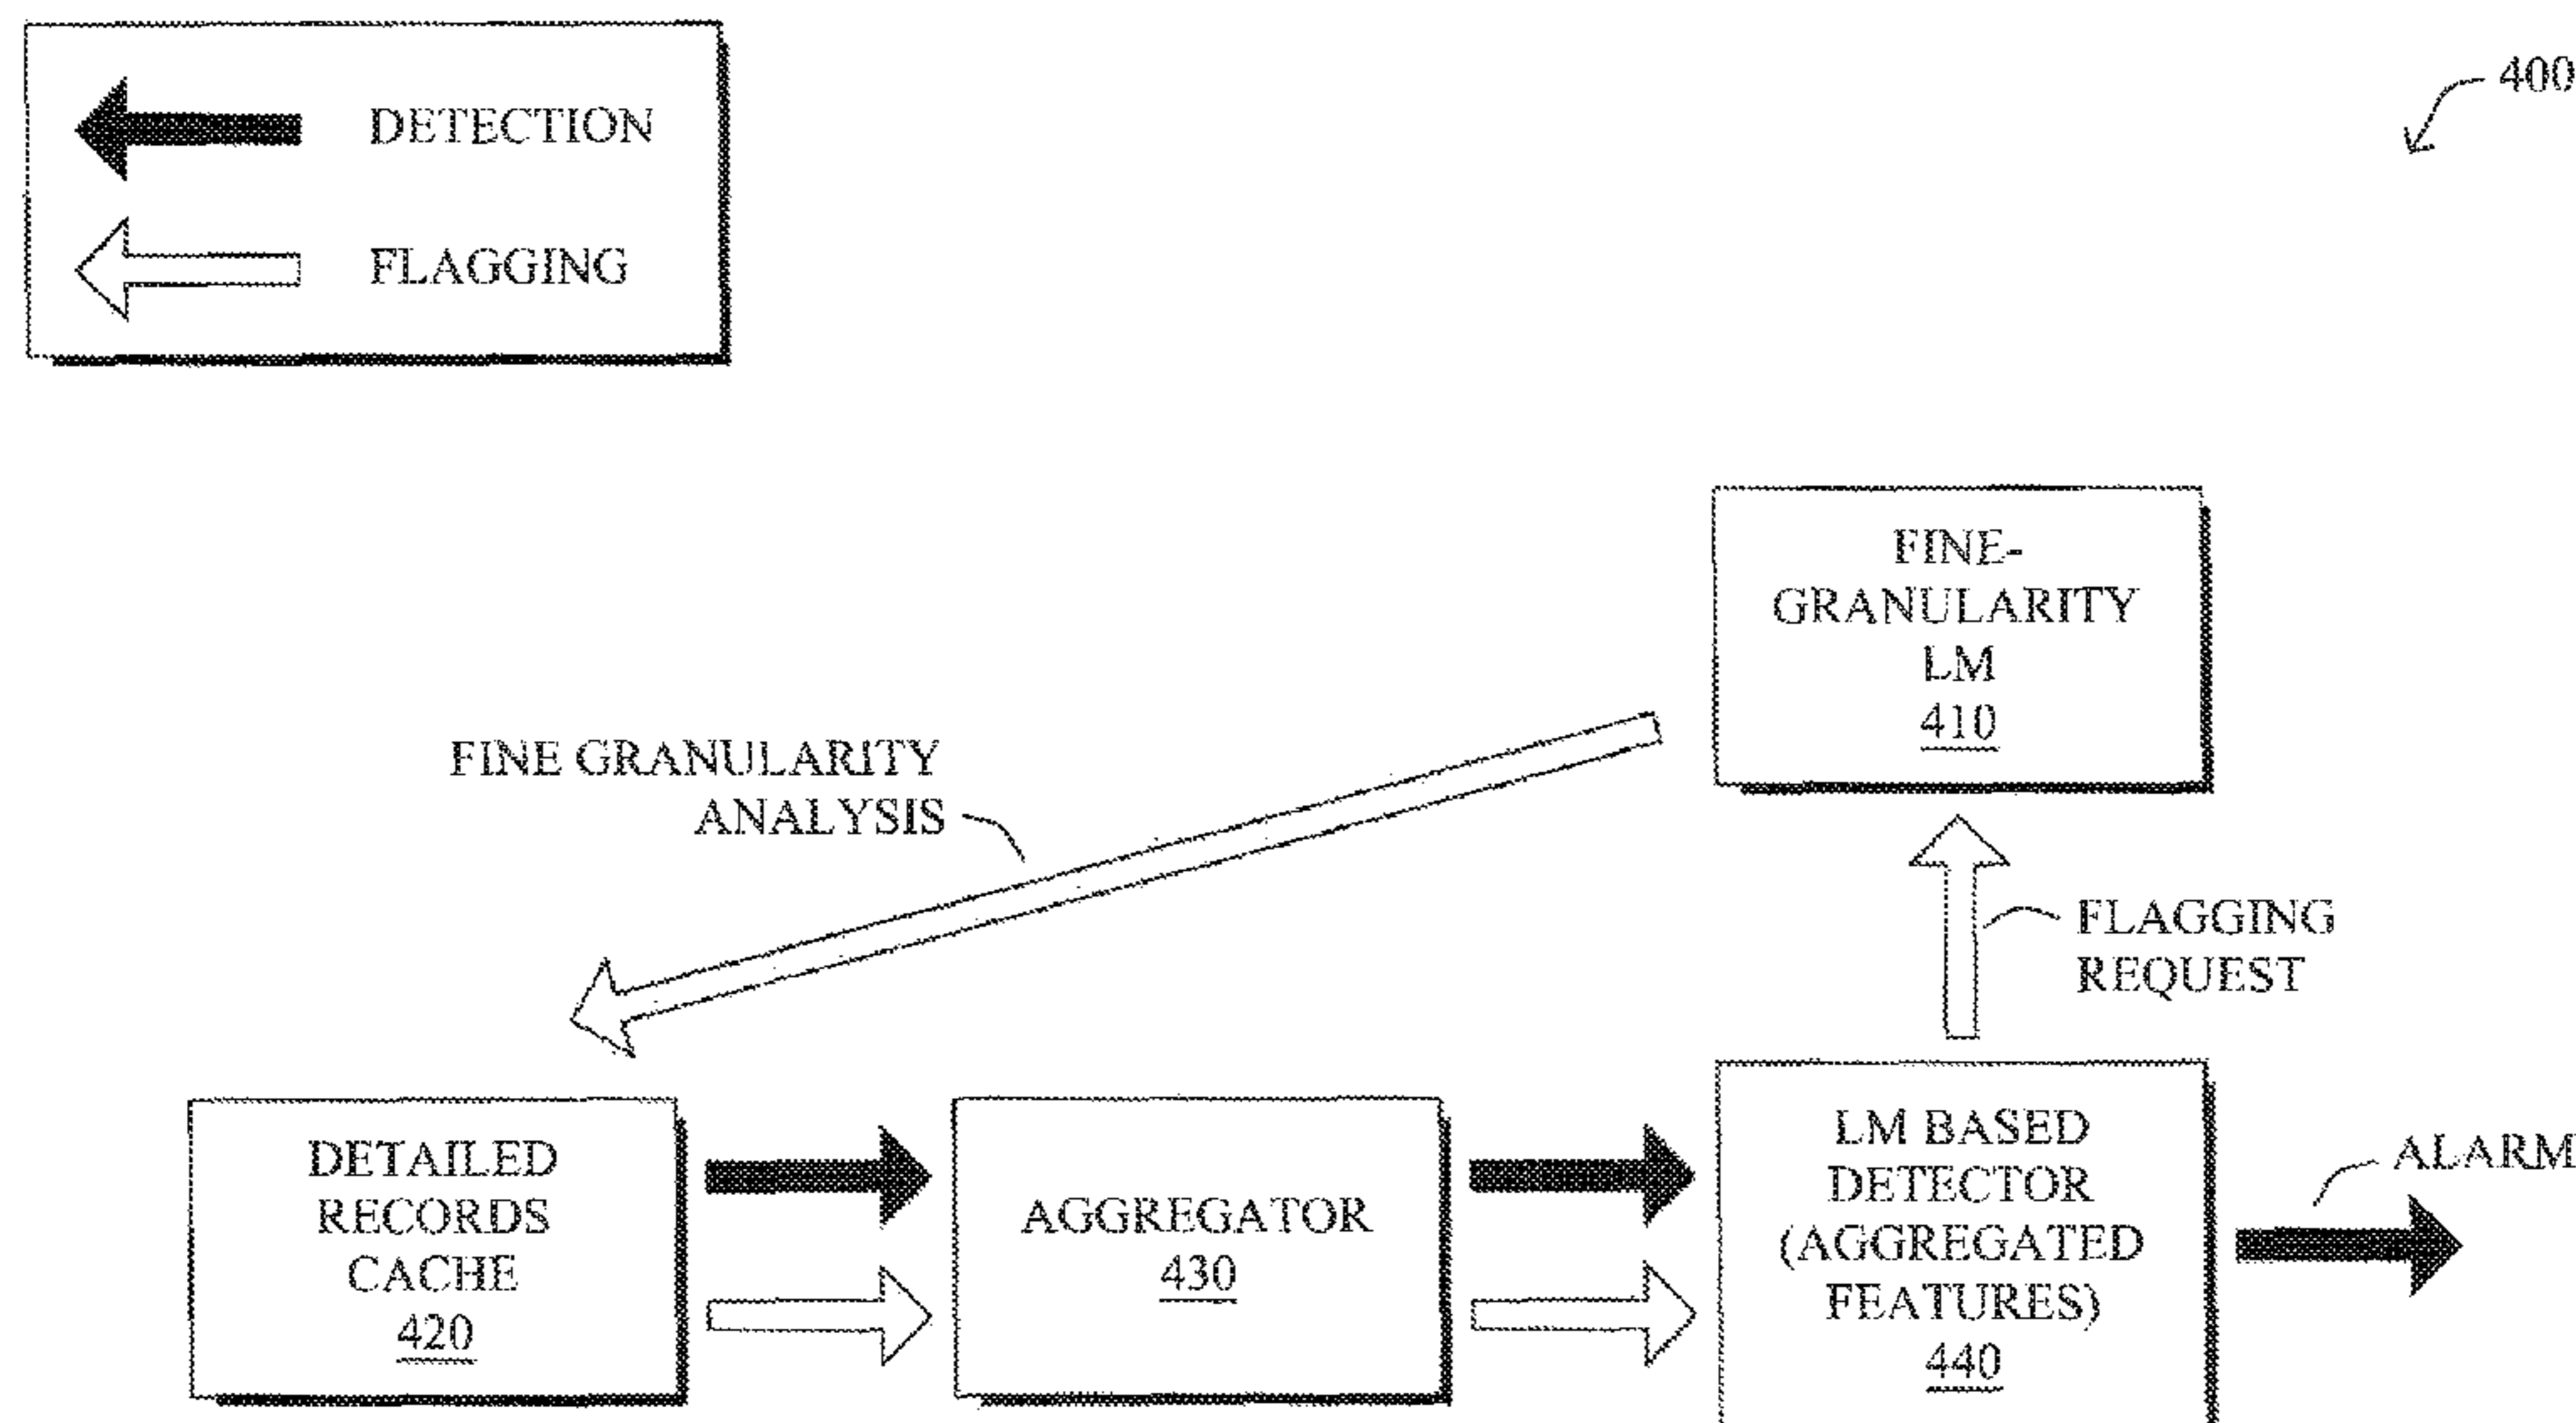 DETECTION
FLAGGING
400
FINE-
GRANULARITY
LM
410
FINE GRANULARITY
ANALYSIS
FLAGGING
REQUEST
DETAILED
RECORDS
CACHE
420
AGGREGATOR
430
LM BASED
DETECTOR
(AGGREGATED
FEATURES)
440
ALARM